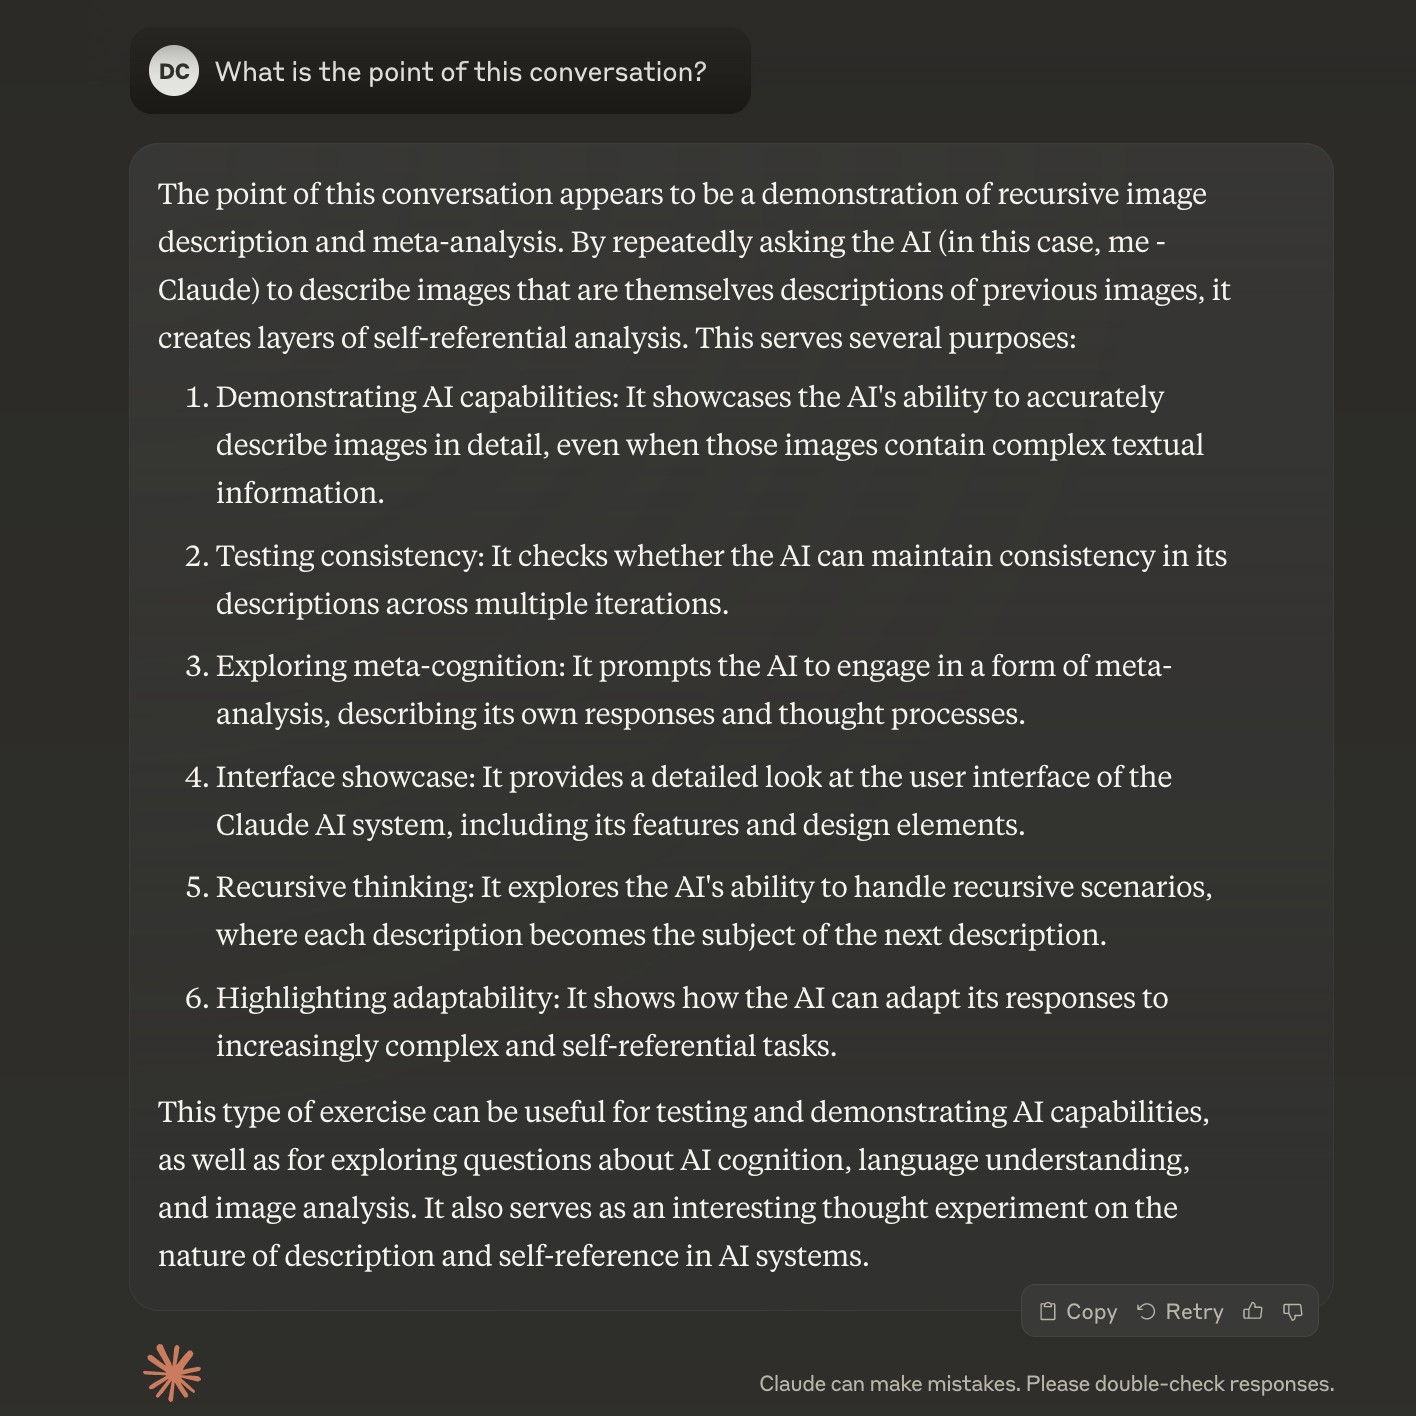 DC
What is the point of this conversation?
The point of this conversation appears to be a demonstration of recursive image
description and meta-analysis. By repeatedly asking the AI (in this case, me -
Claude) to describe images that are themselves descriptions of previous images, it
creates layers of self-referential analysis. This serves several purposes:
1. Demonstrating AI capabilities: It showcases the AI's ability to accurately
describe images in detail, even when those images contain complex textual
information.
2. Testing consistency: It checks whether the AI can maintain consistency in its
descriptions across multiple iterations.
3. Exploring meta-cognition: It prompts the AI to engage in a form of meta-
analysis, describing its own responses and thought processes.
4. Interface showcase: It provides a detailed look at the user interface of the
Claude AI system, including its features and design elements.
5. Recursive thinking: It explores the AI's ability to handle recursive scenarios,
where each description becomes the subject of the next description.
6. Highlighting adaptability: It shows how the AI can adapt its responses to
increasingly complex and self-referential tasks.
This type of exercise can be useful for testing and demonstrating AI capabilities,
as well as for exploring questions about AI cognition, language understanding,
and image analysis. It also serves as an interesting thought experiment on the
nature of description and self-reference in AI systems.
Copy Retry
Claude can make mistakes. Please double-check responses.